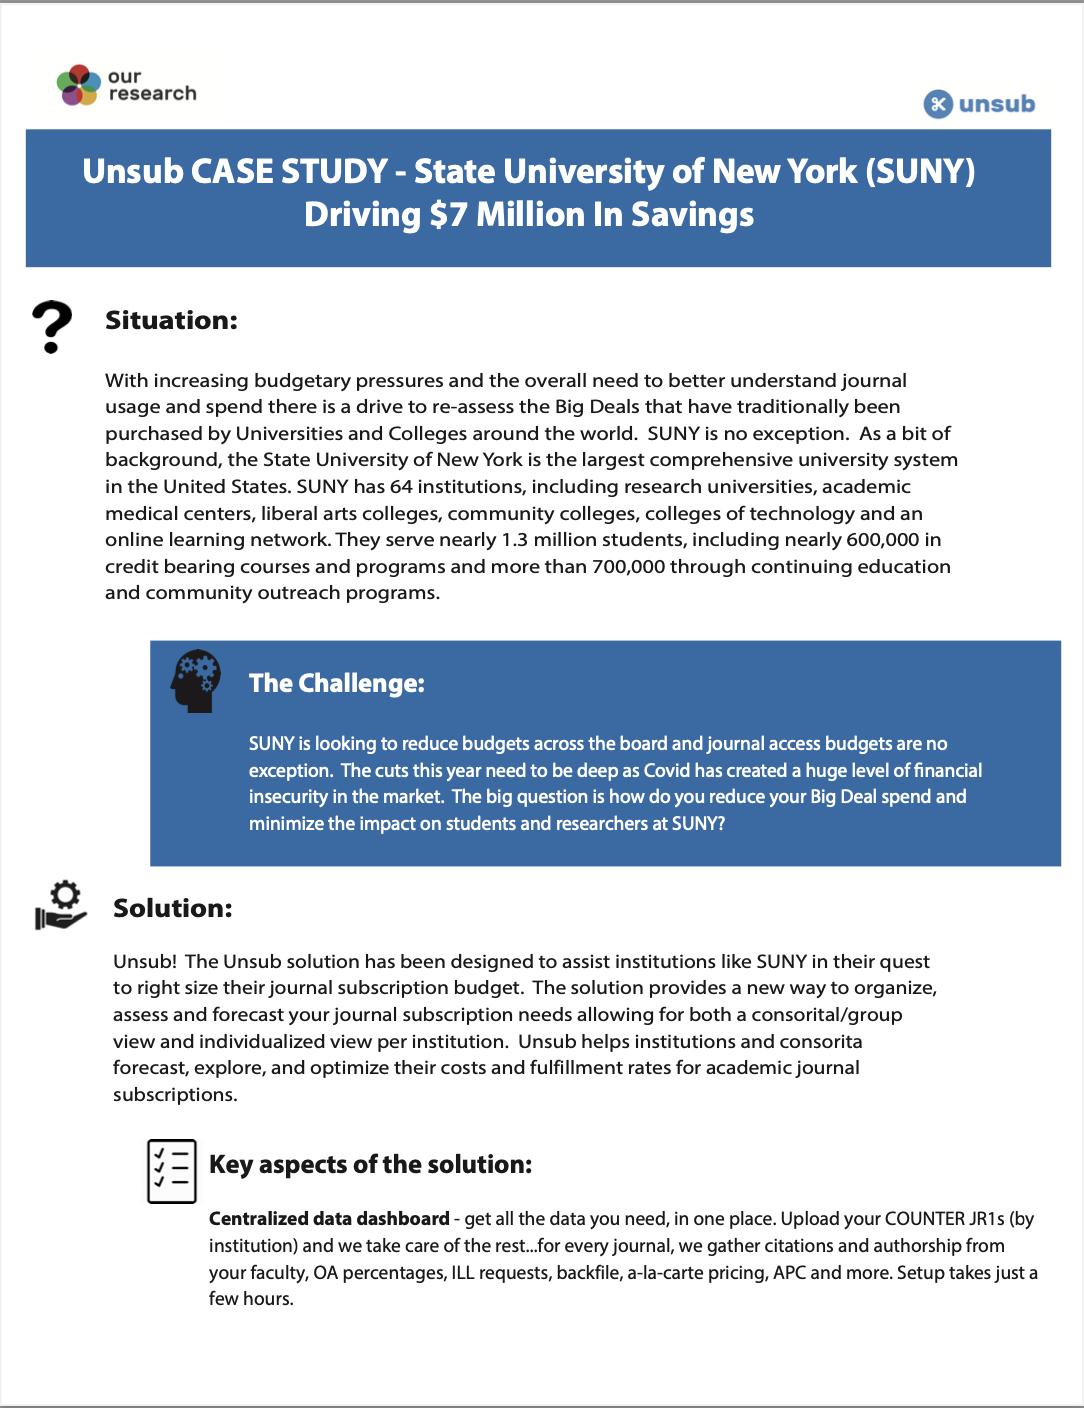 our
research
unsub
Unsub CASE STUDY - State University of New York (SUNY)
Driving $7 Million In Savings
Situation:
With increasing budgetary pressures and the overall need to better understand journal
usage and spend there is a drive to re-assess the Big Deals that have traditionally been
purchased by Universities and Colleges around the world.  SUNY is no exception.  As a bit of
background, the State University of New York is the largest comprehensive university system
in the United States. SUNY has 64 institutions, including research universities, academic
medical centers, liberal arts colleges, community colleges, colleges of technology and an
online learning network. They serve nearly 1.3 million students, including nearly 600,000 in
credit bearing courses and programs and more than 700,000 through continuing education
and community outreach programs.
The Challenge:
SUNY is looking to reduce budgets across the board and journal access budgets are no
exception.  The cuts this year need to be deep as Covid has created a huge level of financial
insecurity in the market.  The big question is how do you reduce your Big Deal spend and
minimize the impact on students and researchers at SUNY?
Solution:
Unsub!  The Unsub solution has been designed to assist institutions like SUNY in their quest
to right size their journal subscription budget.  The solution provides a new way to organize,
assess and forecast your journal subscription needs allowing for both a consorital/group
view and individualized view per institution.  Unsub helps institutions and consorita
forecast, explore, and optimize their costs and fulfillment rates for academic journal
subscriptions.
Key aspects of the solution:
Centralized data dashboard - get all the data you need, in one place. Upload your COUNTER JR1s (by
institution) and we take care of the rest...for every journal, we gather citations and authorship from
your faculty, OA percentages, ILL requests, backfile, a-la-carte pricing, APC and more. Setup takes just a
few hours.